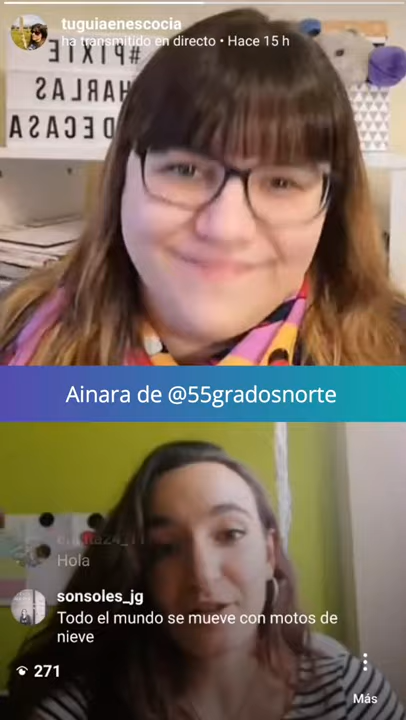 tuguiaenescocia
ha transmitido en directo • Hace 15 h
#PIXIE
HARLAS
DECASA
Ainara de @55gradosnorte
Hola
sonsoles_jg
Todo el mundo se mueve con motos de
nieve
271
Más